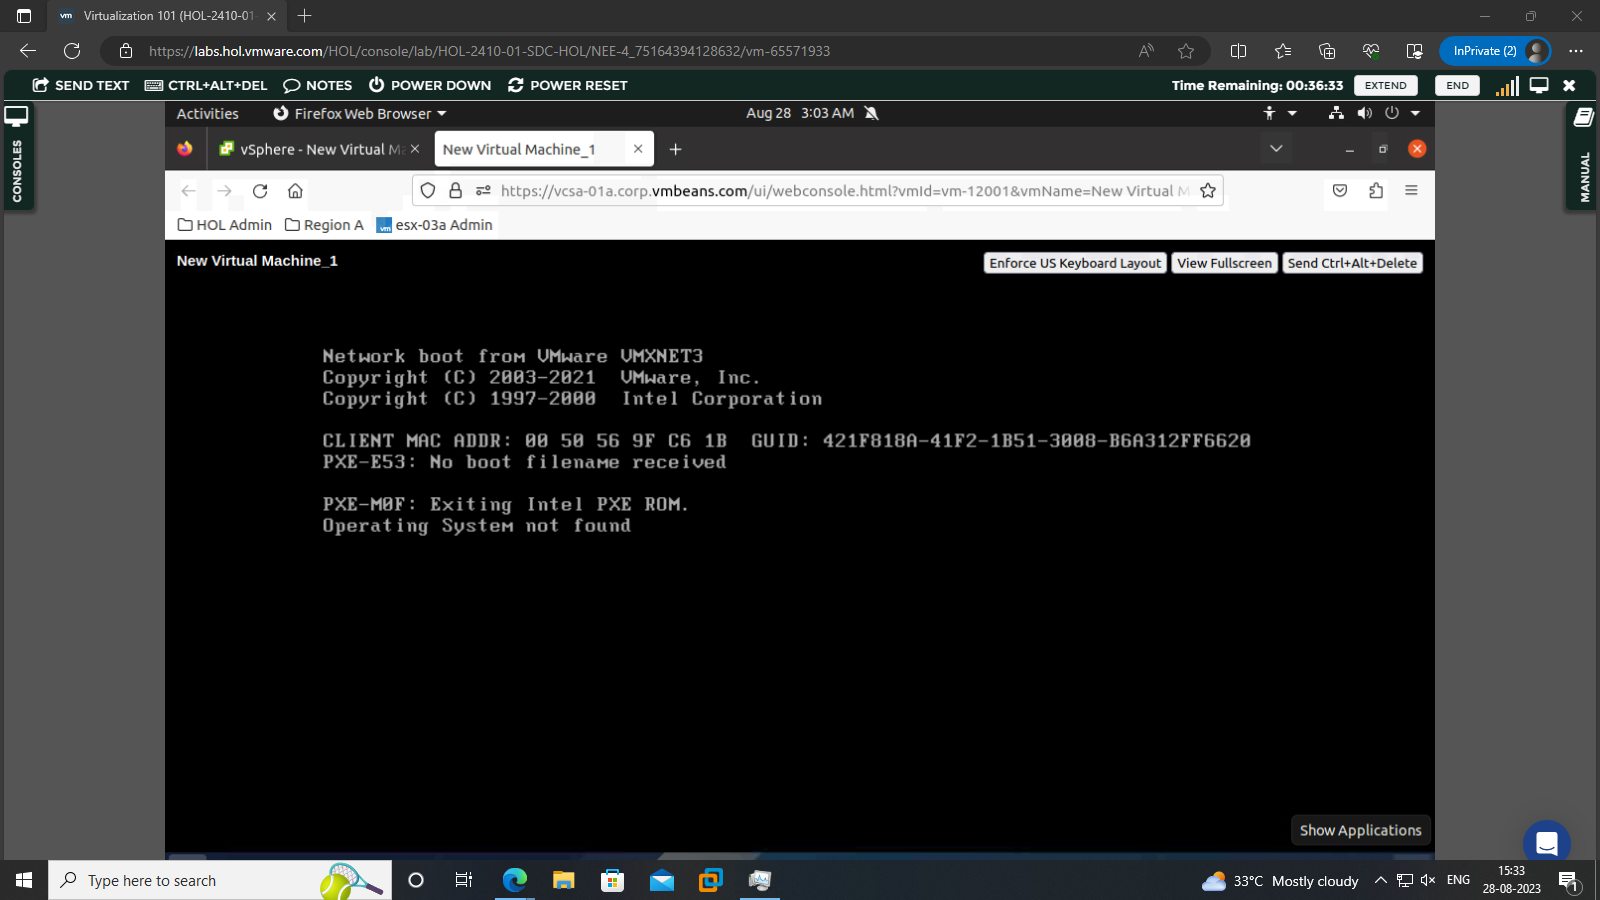 Virtualization 101 (HOL-2410-01-
https://labs.hol.vmware.com/HOL/console/lab/HOL-2410-01-SDC-HOL/NEE-4_75164394128632/vm-65571933
InPrivate (2)
SEND TEXT
CTRL+ALT+DEL
NOTES
POWER DOWN
POWER RESET
Time Remaining: 00:36:33
EXTEND
END
CONSOLES
MANUAL
Activities
Firefox Web Browser
Aug 28 3:03 AM
vSphere - New Virtual Ma
New Virtual Machine_1
https://vcsa-01a.corp.vmbeans.com/ui/webconsole.html?vmId=vm-12001&vmName=New Virtual M
HOL Admin
Region A
vm
esx-03a Admin
New Virtual Machine_1
Enforce US Keyboard Layout
View Fullscreen
Send Ctrl+Alt+Delete
Network boot from VMware VMXNET3
Copyright (C) 2003-2021 VMware, Inc.
Copyright (C) 1997-2000 Intel Corporation
CLIENT MAC ADDR: 00 50 56 9F C6 1B GUID: 421F818A-41F2-1B51-3008-B6A312FF6620
PXE-E53: No boot filename received
PXE-M0F: Exiting Intel PXE ROM.
Operating System not found
Show Applications
Type here to search
33°C Mostly cloudy
ENG
15:33
28-08-2023
1